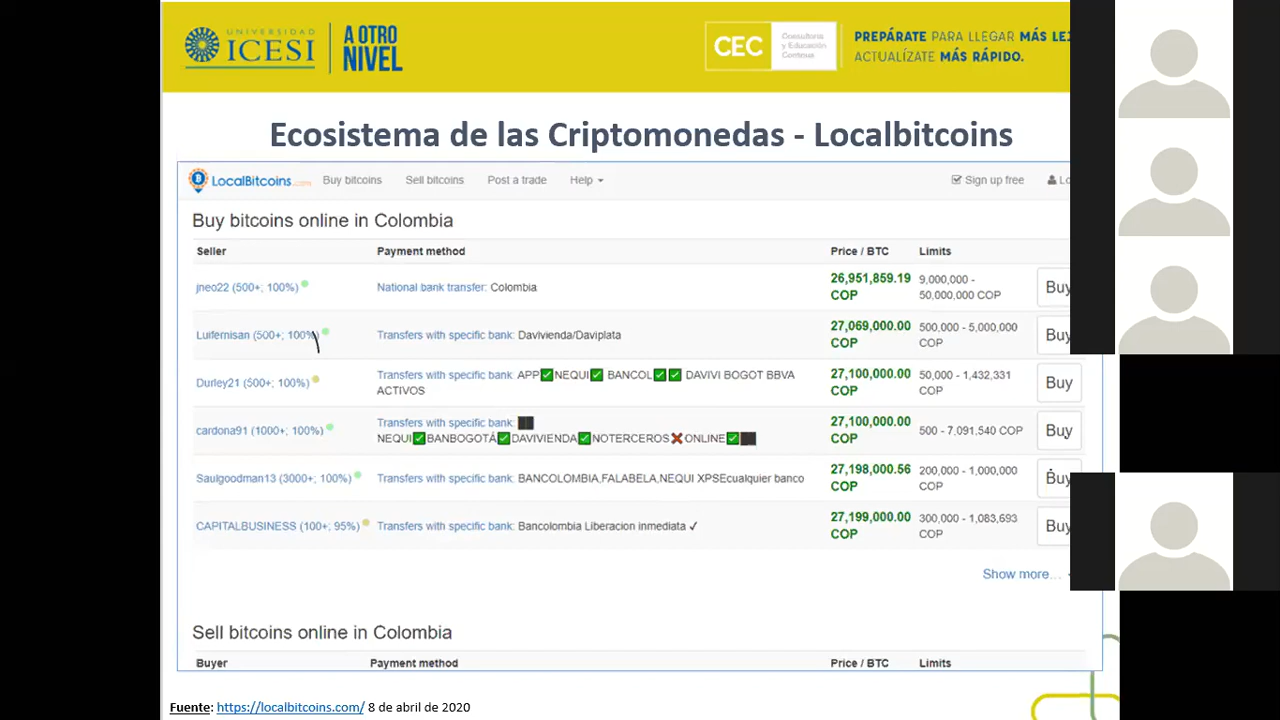 UNIVERSIDAD
ICESI
A OTRO
NIVEL
CEC
Consultoría
y Educación
Continua
PREPÁRATE PARA LLEGAR MÁS
ACTUALÍZATE MÁS RÁPIDO.
Ecosistema de las Criptomonedas - Localbitcoins
LocalBitcoins.com Buy bitcoins Sell bitcoins Post a trade Help Sign up free
Buy bitcoins online in Colombia
Seller Payment method Price / BTC Limits
jneo22 (500+; 100%) National bank transfer: Colombia 26,951,859.19 COP 9,000,000 - 50,000,000 COP Buy
Luifernisan (500+; 100%) Transfers with specific bank: Davivienda/Daviplata 27,069,000.00 COP 500,000 - 5,000,000 COP Buy
Durley21 (500+; 100%) Transfers with specific bank: APP✅NEQUI✅ BANCOL✅✅ DAVIVI BOGOT BBVA ACTIVOS 27,100,000.00 COP 50,000 - 1,432,331 COP Buy
cardona91 (1000+; 100%) Transfers with specific bank: ██ NEQUI✅BANBOGOTÁ✅DAVIVIENDA✅NOTERCEROS❌ONLINE✅██ 27,100,000.00 COP 500 - 7,091,540 COP Buy
Saulgoodman13 (3000+; 100%) Transfers with specific bank: BANCOLOMBIA,FALABELA,NEQUI XPSEcualquier banco 27,198,000.56 COP 200,000 - 1,000,000 COP Buy
CAPITALBUSINESS (100+; 95%) Transfers with specific bank: Bancolombia Liberacion inmediata ✓ 27,199,000.00 COP 300,000 - 1,083,693 COP Buy
Show more…
Sell bitcoins online in Colombia
Buyer Payment method Price / BTC Limits
Fuente: https://localbitcoins.com/ 8 de abril de 2020